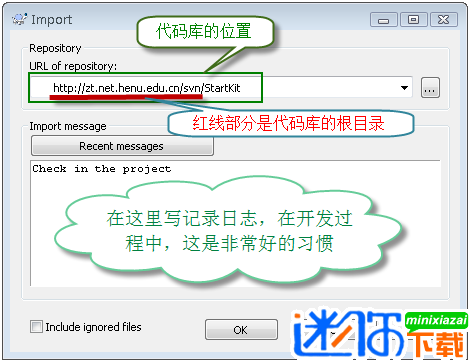 Import
代码库的位置
Repository
URL of repository:
http://zt.net.henu.edu.cn/svn/StartKit
...
红线部分是代码库的根目录
Import message
Recent messages
Check in the project
在这里写记录日志，在开发过
程中，这是非常好的习惯
Include ignored files
OK
迷你
minixiazai
下载